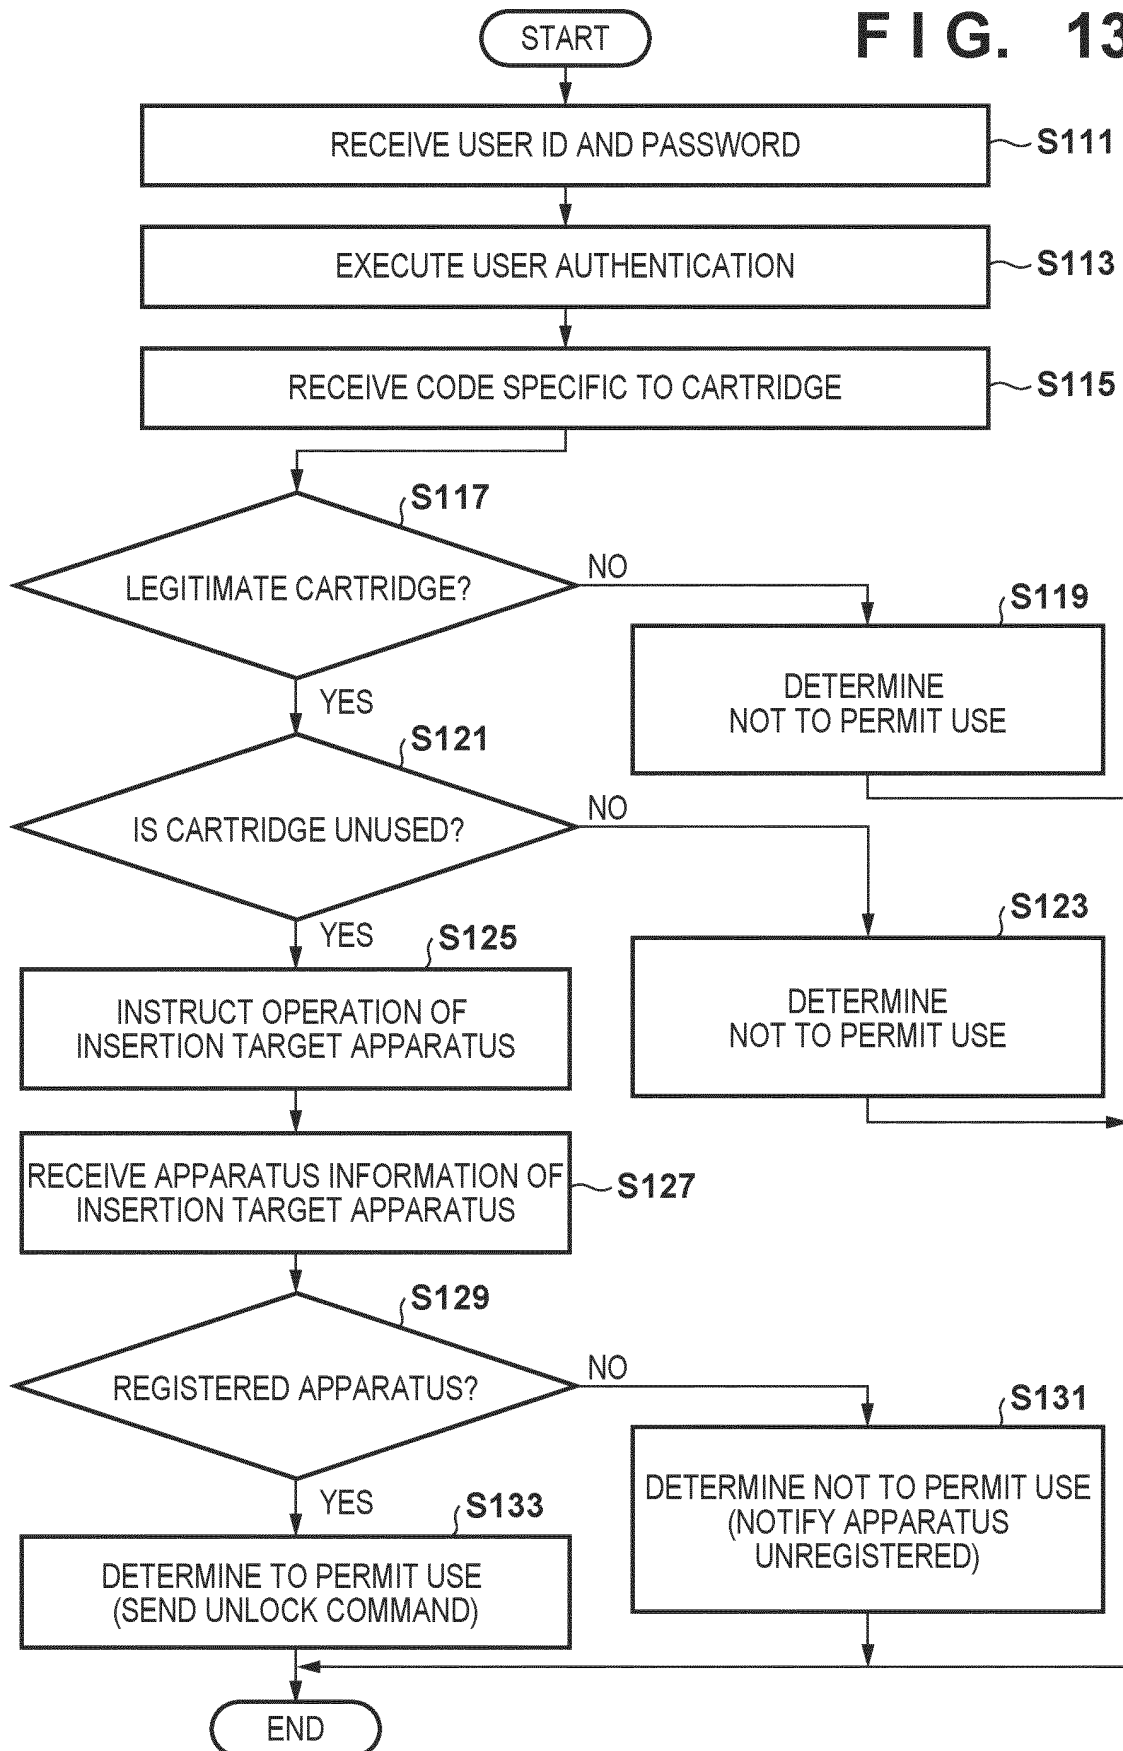 START
FIG. 13
RECEIVE USER ID AND PASSWORD
S111
EXECUTE USER AUTHENTICATION
S113
RECEIVE CODE SPECIFIC TO CARTRIDGE
S115
S117
LEGITIMATE CARTRIDGE?
NO
YES
S119
DETERMINE
NOT TO PERMIT USE
S121
IS CARTRIDGE UNUSED?
NO
YES
S123
DETERMINE
NOT TO PERMIT USE
S125
INSTRUCT OPERATION OF
INSERTION TARGET APPARATUS
RECEIVE APPARATUS INFORMATION OF
INSERTION TARGET APPARATUS
S127
S129
REGISTERED APPARATUS?
NO
YES
S131
DETERMINE NOT TO PERMIT USE
(NOTIFY APPARATUS
UNREGISTERED)
S133
DETERMINE TO PERMIT USE
(SEND UNLOCK COMMAND)
END